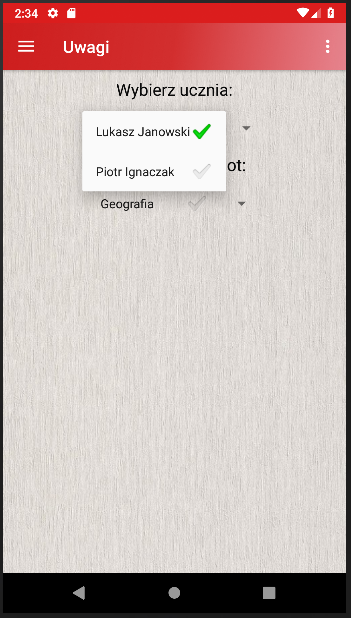 2:34
Uwagi
Wybierz ucznia:
Lukasz Janowski
ot:
Piotr Ignaczak
Geografia